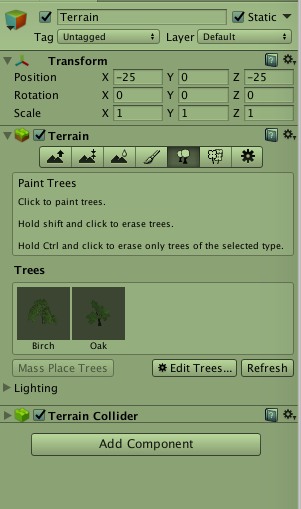 Terrain Static
Tag Untagged Layer Default
Transform
Position X -25 Y 0 Z -25
Rotation X 0 Y 0 Z 0
Scale X 1 Y 1 Z 1
Terrain
Paint Trees
Click to paint trees.
Hold shift and click to erase trees.
Hold Ctrl and click to erase only trees of the selected type.
Trees
Birch Oak
Mass Place Trees Edit Trees... Refresh
Lighting
Terrain Collider
Add Component